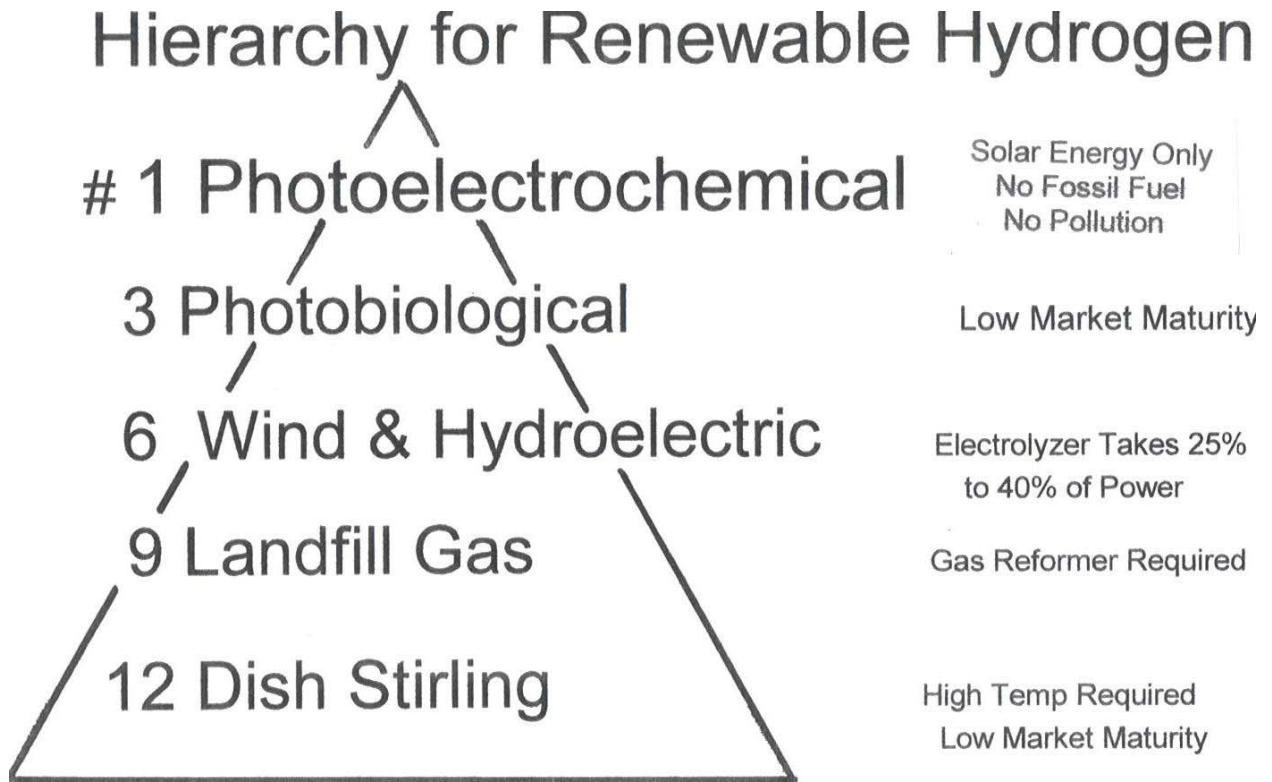 Hierarchy for Renewable Hydrogen
# 1 Photoelectrochemical
Solar Energy Only
No Fossil Fuel
No Pollution
3 Photobiological
Low Market Maturity
6 Wind & Hydroelectric
Electrolyzer Takes 25%
to 40% of Power
9 Landfill Gas
Gas Reformer Required
12 Dish Stirling
High Temp Required
Low Market Maturity